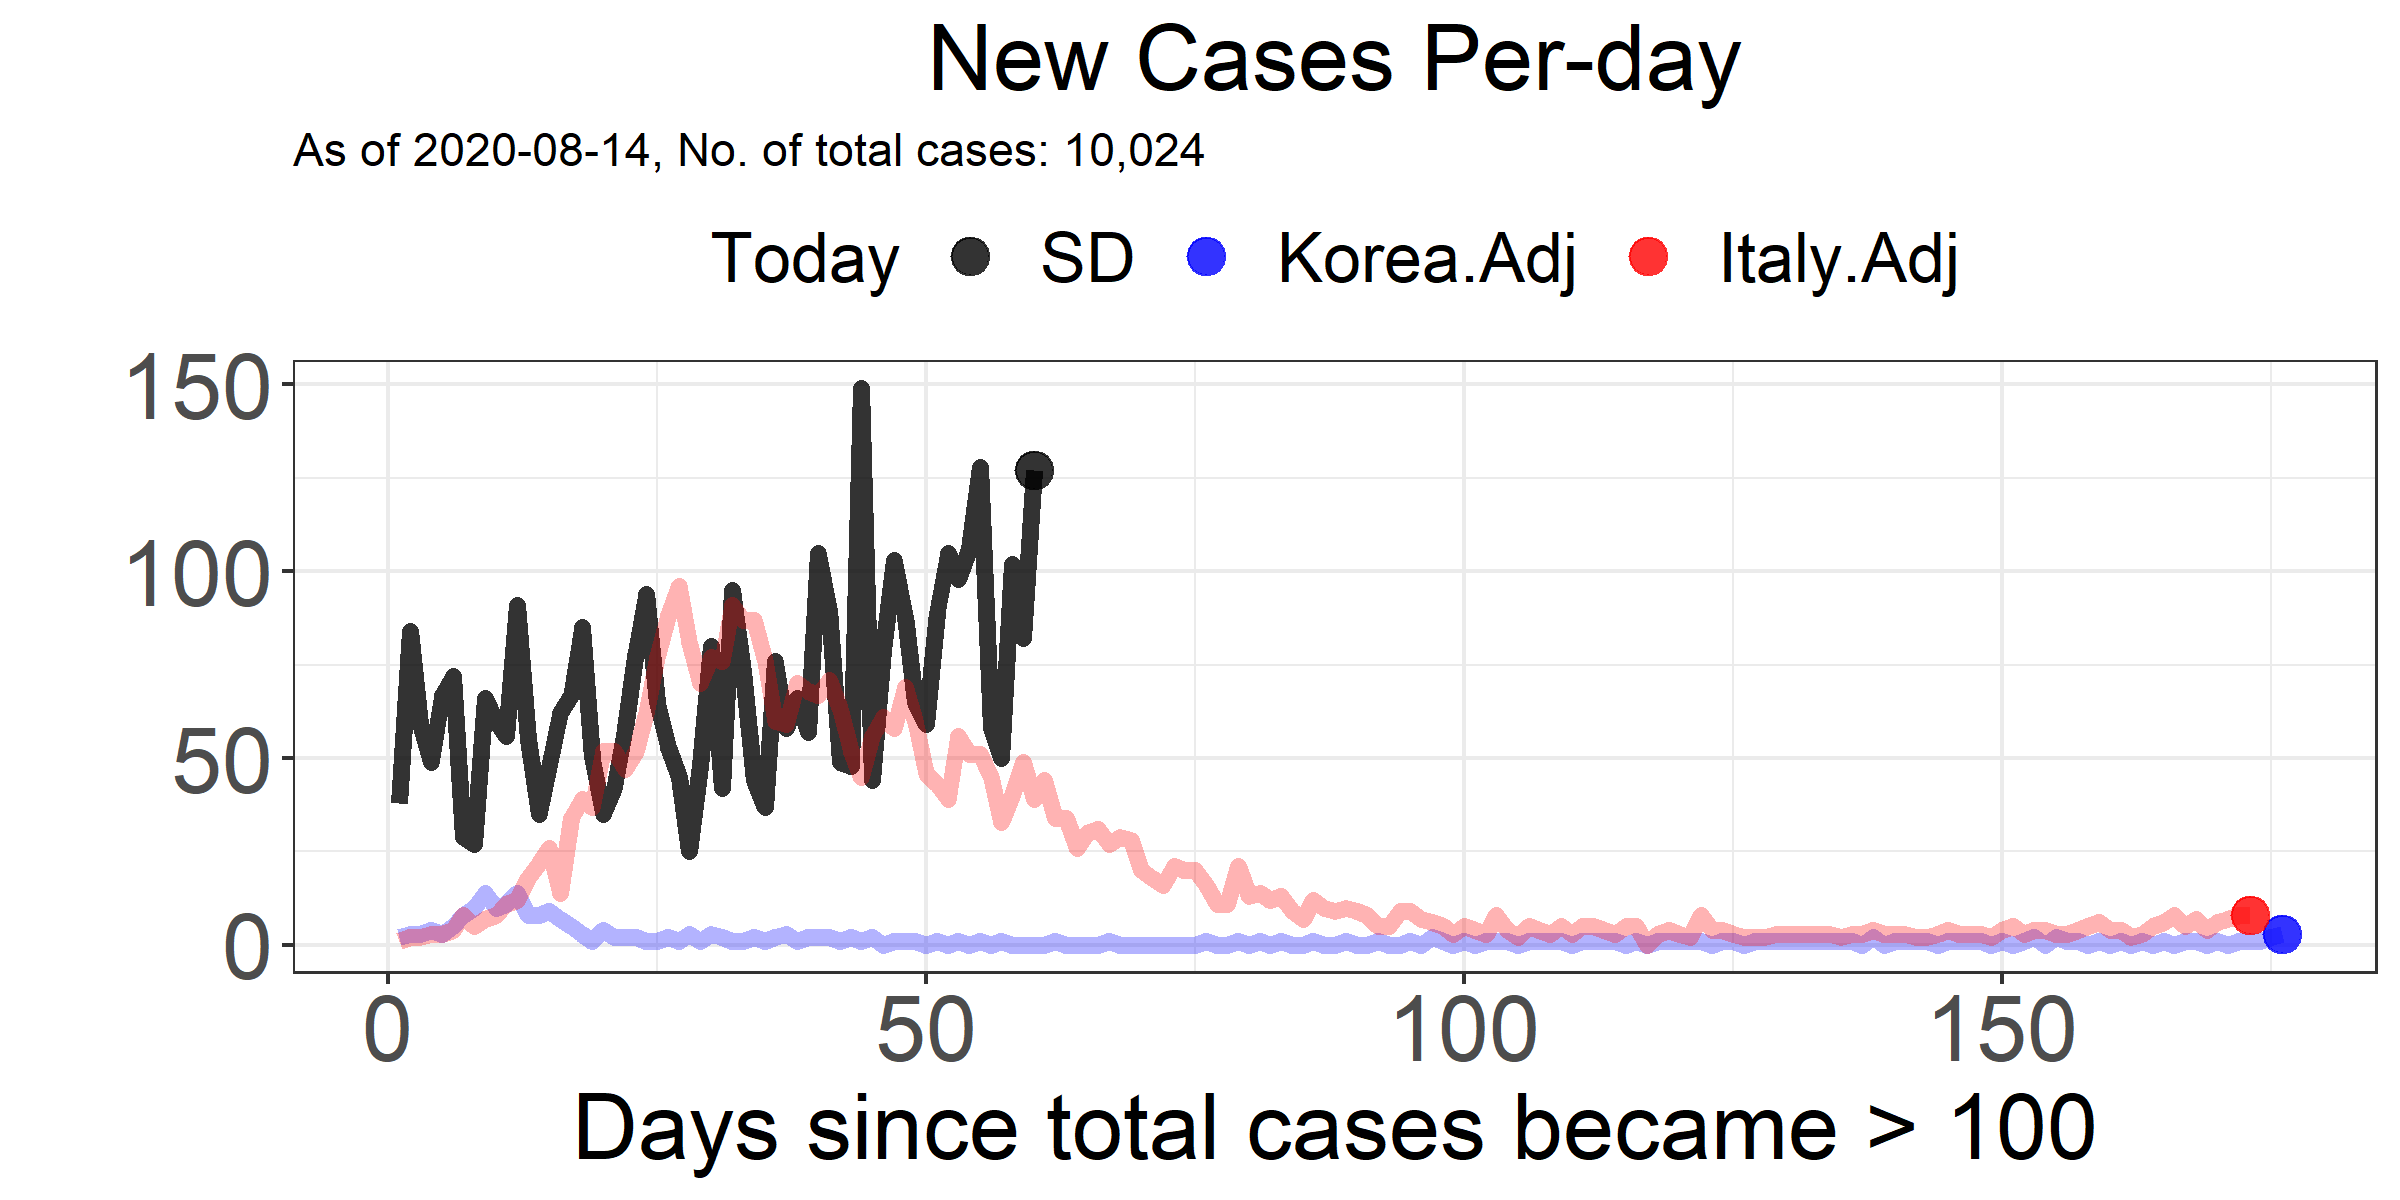 New Cases Per-day
As of 2020-08-14, No. of total cases: 10,024
Today SD Korea.Adj Italy.Adj
150
100
50
0
0 50 100 150
Days since total cases became > 100